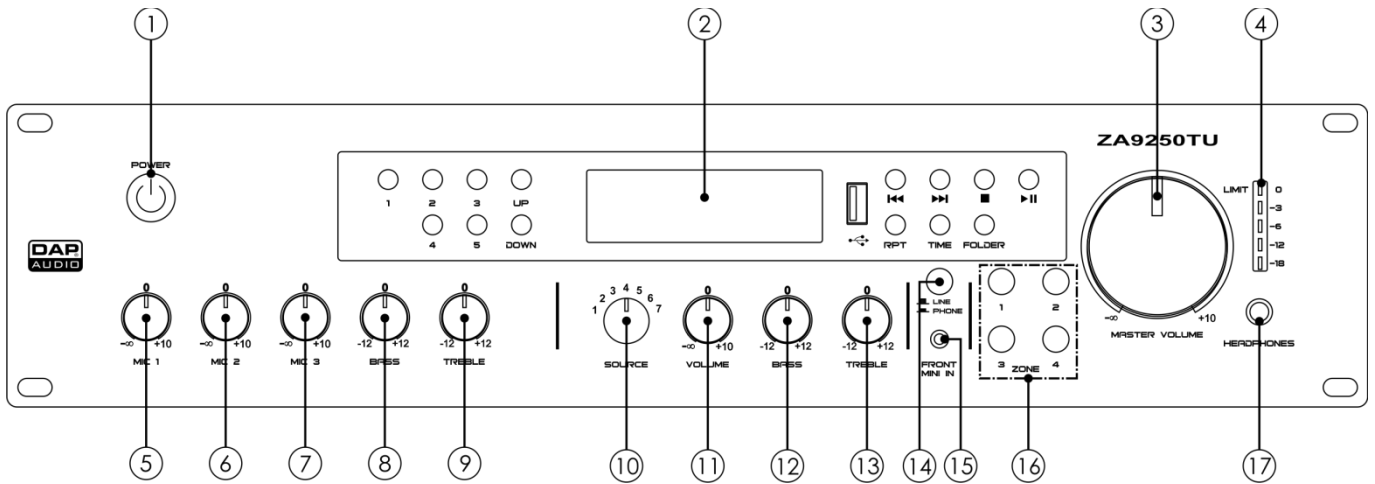 1 2 3 4
ZA9250TU
POWER
1 2 3 UP
4 5 DOWN
RPT TIME FOLDER
LIMIT 0
-3
-6
-12
-18
DAP
AUDIO
0 0 0 0 0
-∞ +10 -∞ +10 -∞ +10 -12 +12 -12 +12
MIC 1 MIC 2 MIC 3 BASS TREBLE
1 2 3 4 5 6 7
SOURCE
0 0 0
-∞ +10 -12 +12 -12 +12
VOLUME BASS TREBLE
LINE
PHONE
FRONT
MINI IN
1 2
3 4
ZONE
-∞ +10
MASTER VOLUME
HEADPHONES
5 6 7 8 9 10 11 12 13 14 15 16 17